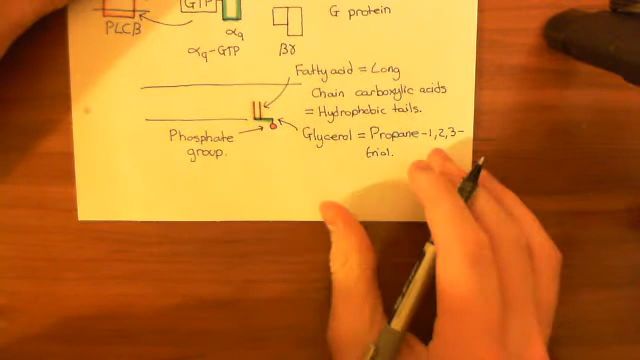 GTP
PLCβ
αq
αq-GTP
βγ
G protein
Fatty acid = Long
Chain carboxylic acids
= Hydrophobic tails.
Phosphate
group.
Glycerol = Propane-1,2,3-
trial.